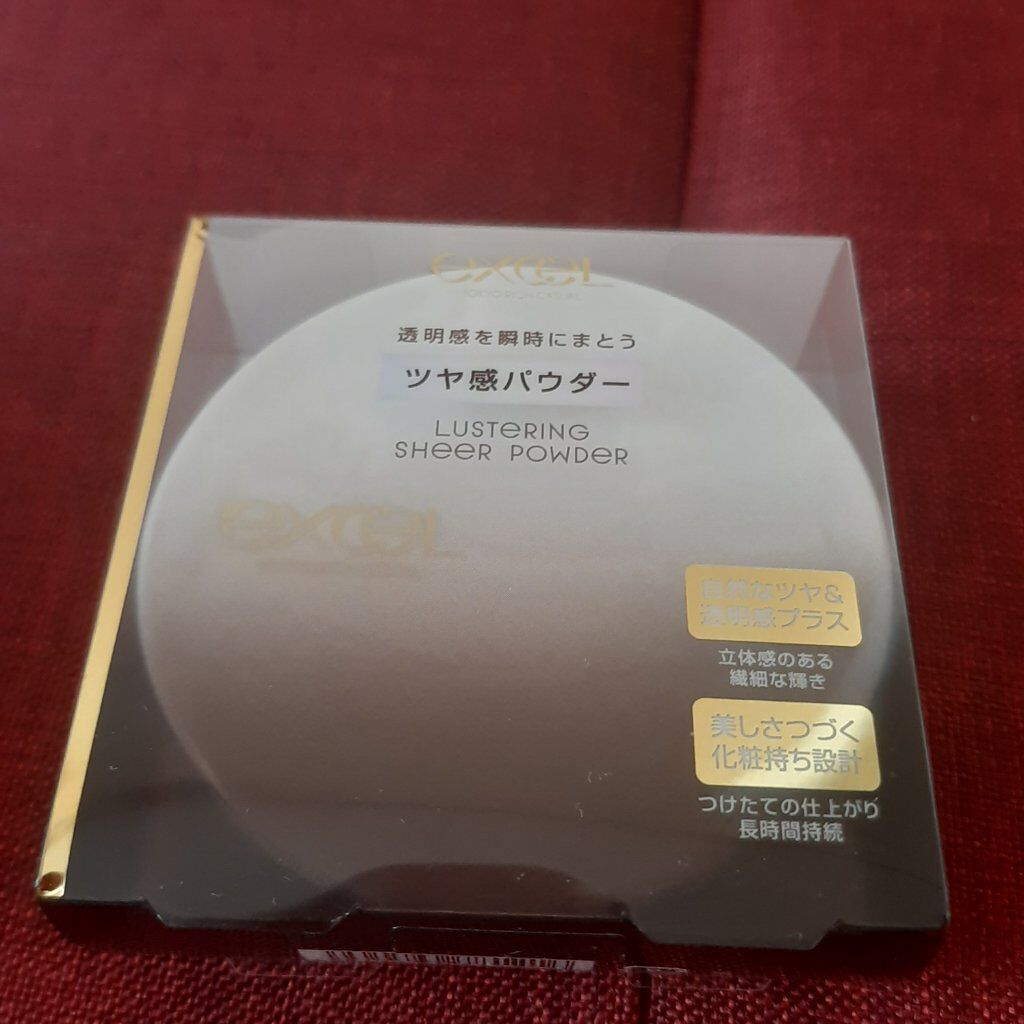 excel
TOKYO RICH CASUAL
透明感を瞬時にまとう
ツヤ感パウダー
LUSTERING
SHEER POWDER
excel
自然なツヤ&
透明感プラス
立体感のある
繊細な輝き
美しさつづく
化粧持ち設計
つけたての仕上がり
長時間持続